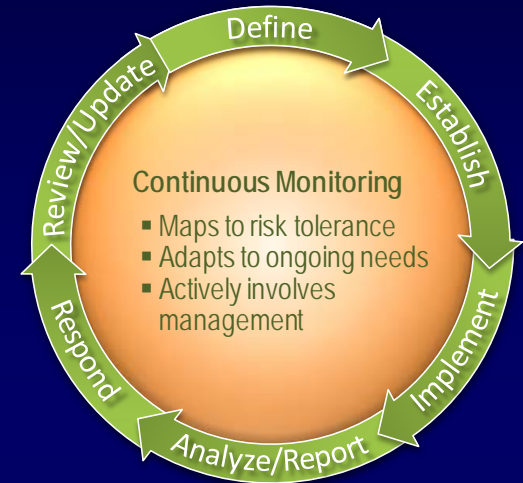 Define
Establish
Implement
Analyze/Report
Respond
Review/Update
Continuous Monitoring
▪ Maps to risk tolerance
▪ Adapts to ongoing needs
▪ Actively involves
management